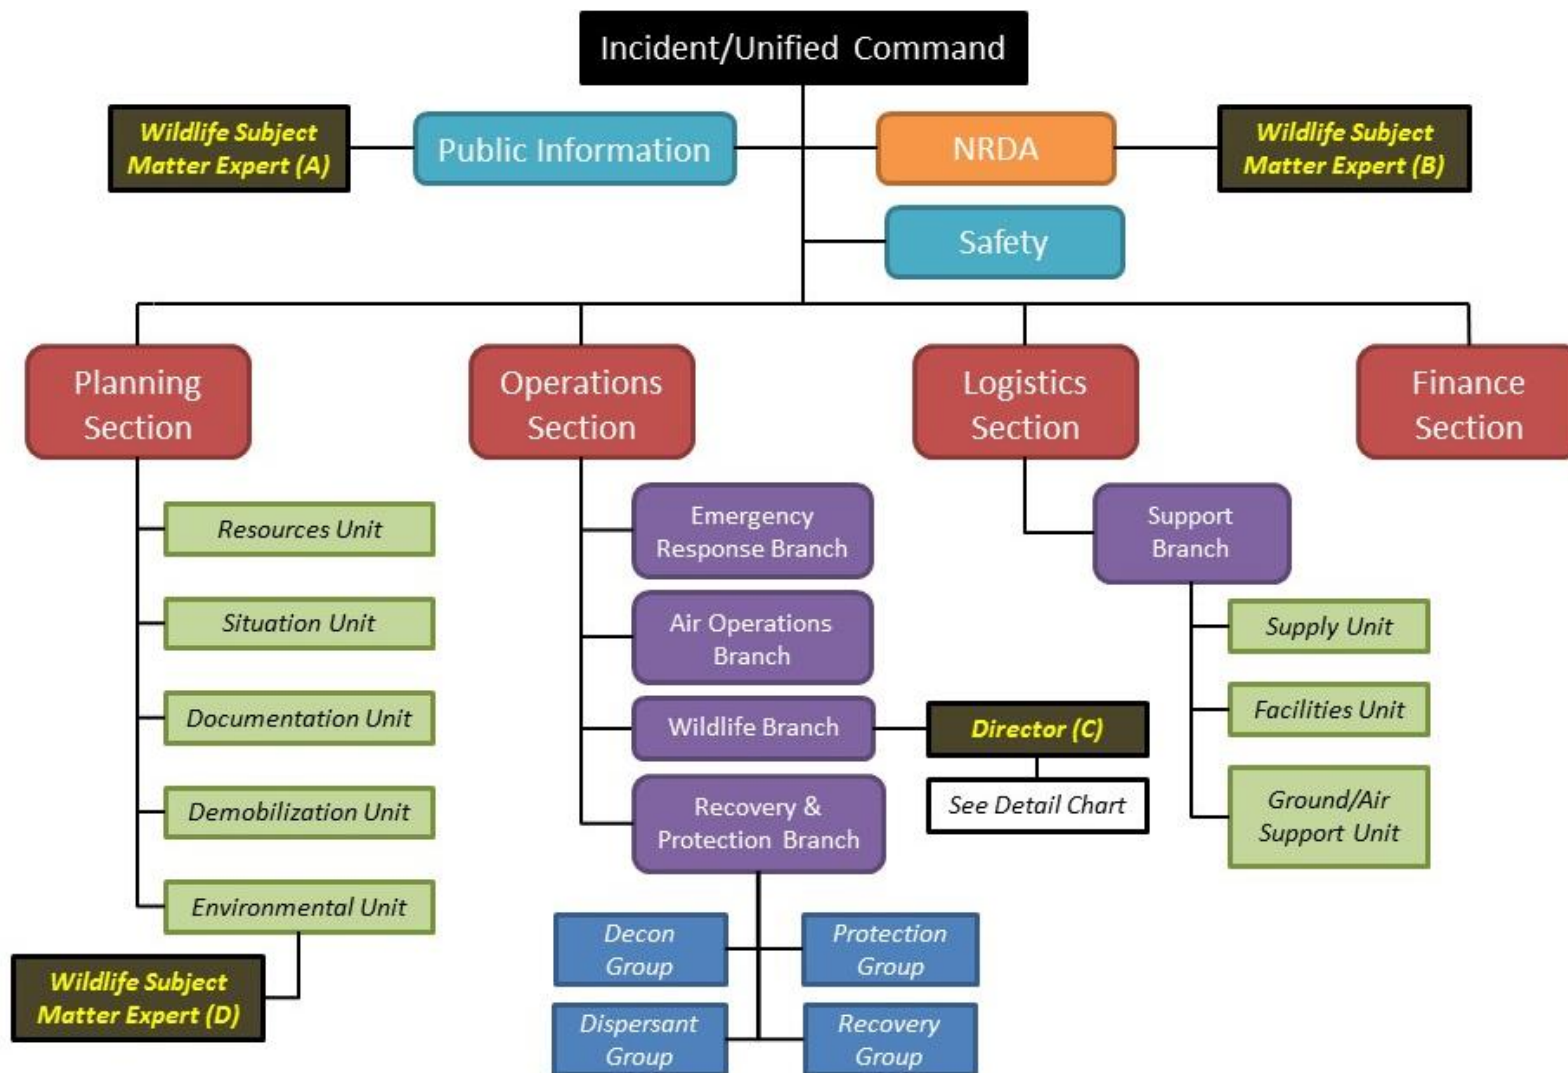 Incident/Unified Command
Wildlife Subject
Matter Expert (A)
Public Information
NRDA
Wildlife Subject
Matter Expert (B)
Safety
Planning
Section
Operations
Section
Logistics
Section
Finance
Section
Resources Unit
Situation Unit
Documentation Unit
Demobilization Unit
Environmental Unit
Wildlife Subject
Matter Expert (D)
Emergency
Response Branch
Air Operations
Branch
Wildlife Branch
Director (C)
See Detail Chart
Recovery &
Protection Branch
Decon
Group
Protection
Group
Dispersant
Group
Recovery
Group
Support
Branch
Supply Unit
Facilities Unit
Ground/Air
Support Unit